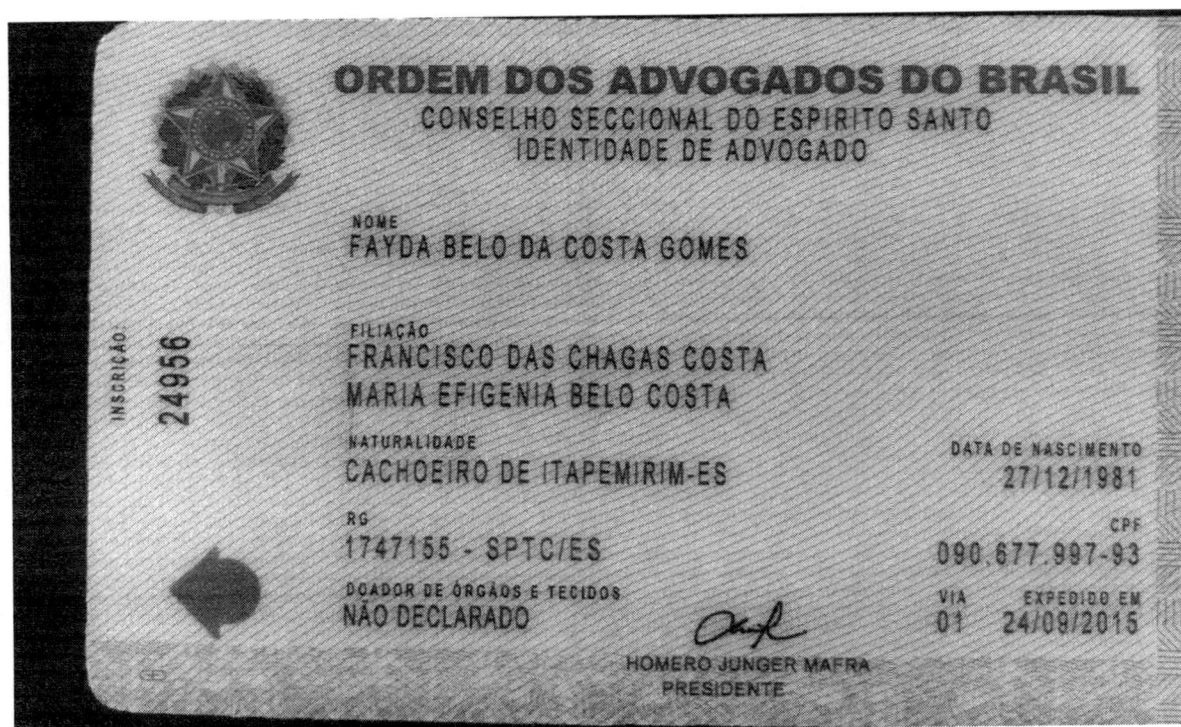 ORDEM DOS ADVOGADOS DO BRASIL
CONSELHO SECCIONAL DO ESPIRITO SANTO
IDENTIDADE DE ADVOGADO
NOME
FAYDA BELO DA COSTA GOMES
INSCRIÇÃO:
24956
FILIAÇÃO
FRANCISCO DAS CHAGAS COSTA
MARIA EFIGENIA BELO COSTA
NATURALIDADE
CACHOEIRO DE ITAPEMIRIM-ES
DATA DE NASCIMENTO
27/12/1981
RG
1747155 - SPTC/ES
CPF
090.677.997-93
DOADOR DE ÓRGÃOS E TECIDOS
NÃO DECLARADO
VIA
01
EXPEDIDO EM
24/09/2015
HOMERO JUNGER MAFRA
PRESIDENTE